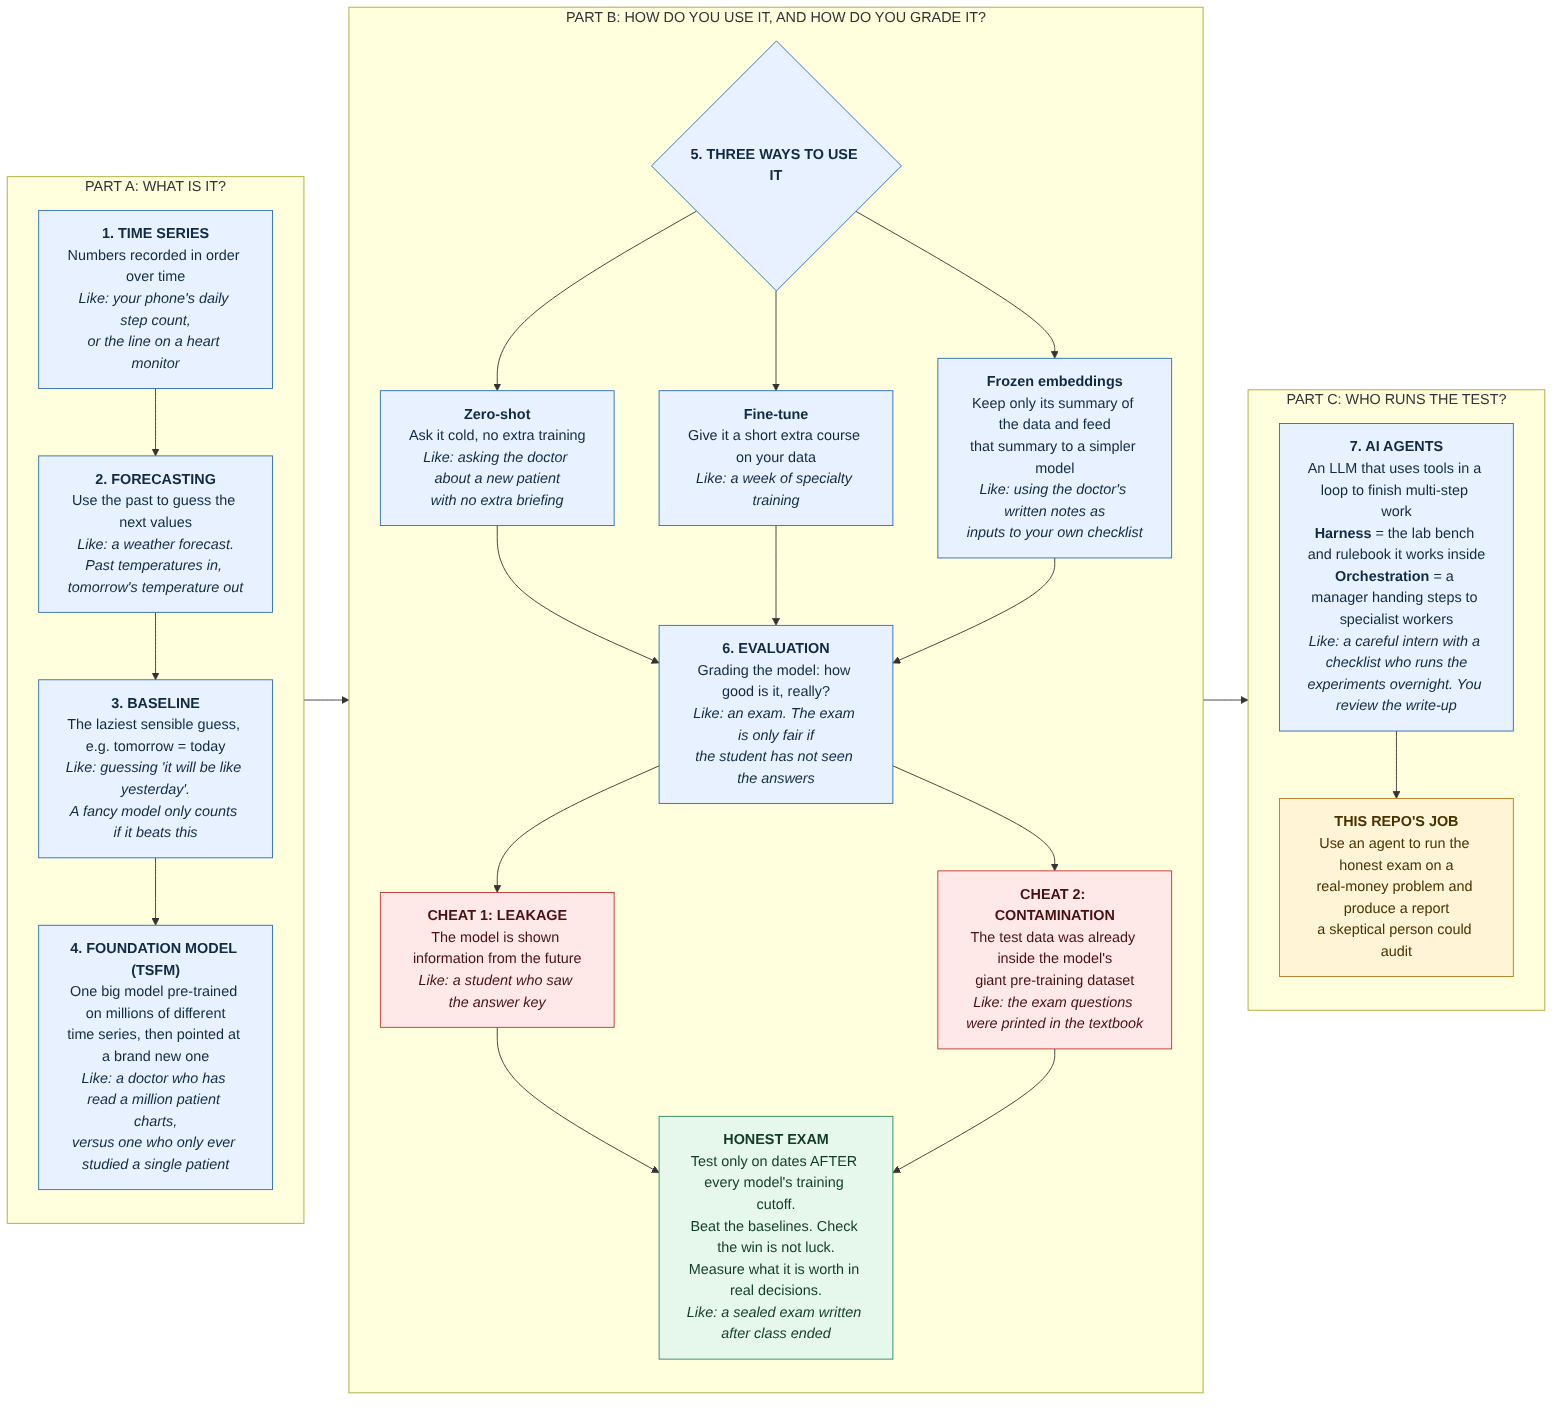 PART A: WHAT IS IT?
1. TIME SERIES
Numbers recorded in order
over time
Like: your phone's daily
step count,
or the line on a heart
monitor
2. FORECASTING
Use the past to guess the
next values
Like: a weather forecast.
Past temperatures in,
tomorrow's temperature out
3. BASELINE
The laziest sensible guess,
e.g. tomorrow = today
Like: guessing 'it will be like
yesterday'.
A fancy model only counts
if it beats this
4. FOUNDATION MODEL
(TSFM)
One big model pre-trained
on millions of different
time series, then pointed at
a brand new one
Like: a doctor who has
read a million patient
charts,
versus one who only ever
studied a single patient
PART B: HOW DO YOU USE IT, AND HOW DO YOU GRADE IT?
5. THREE WAYS TO USE
IT
Zero-shot
Ask it cold, no extra training
Like: asking the doctor
about a new patient
with no extra briefing
Fine-tune
Give it a short extra course
on your data
Like: a week of specialty
training
Frozen embeddings
Keep only its summary of
the data and feed
that summary to a simpler
model
Like: using the doctor's
written notes as
inputs to your own checklist
6. EVALUATION
Grading the model: how
good is it, really?
Like: an exam. The exam
is only fair if
the student has not seen
the answers
CHEAT 1: LEAKAGE
The model is shown
information from the future
Like: a student who saw
the answer key
CHEAT 2:
CONTAMINATION
The test data was already
inside the model's
giant pre-training dataset
Like: the exam questions
were printed in the textbook
HONEST EXAM
Test only on dates AFTER
every model's training
cutoff.
Beat the baselines. Check
the win is not luck.
Measure what it is worth in
real decisions.
Like: a sealed exam written
after class ended
PART C: WHO RUNS THE TEST?
7. AI AGENTS
An LLM that uses tools in a
loop to finish multi-step
work
Harness = the lab bench
and rulebook it works inside
Orchestration = a
manager handing steps to
specialist workers
Like: a careful intern with a
checklist who runs the
experiments overnight. You
review the write-up
THIS REPO'S JOB
Use an agent to run the
honest exam on a
real-money problem and
produce a report
a skeptical person could
audit